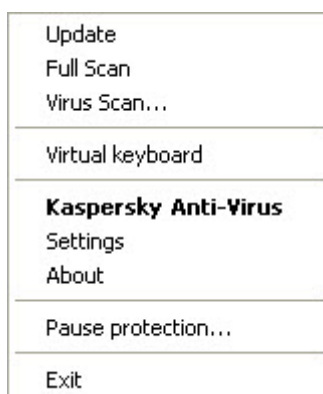 Update
Full Scan
Virus Scan...
Virtual keyboard
Kaspersky Anti-Virus
Settings
About
Pause protection...
Exit